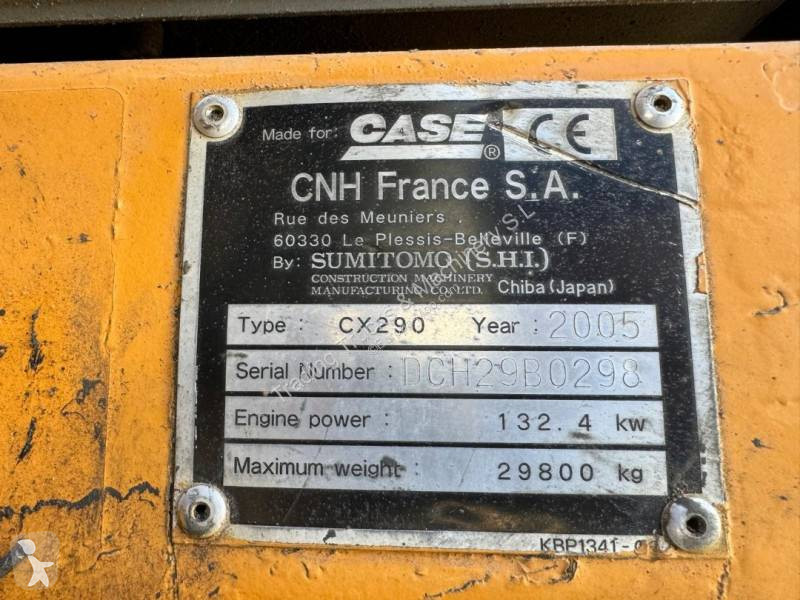 Made for: CASE® CE
CNH France S.A.
Rue des Meuniers
60330 Le Plessis-Belleville (F)
By: SUMITOMO (S.H.I.)
CONSTRUCTION MACHINERY
MANUFACTURING CO., LTD. Chiba (Japan)
Type : CX290 Year : 2005
Serial Number : DCH29B0298
Engine power : 132.4 kw
Maximum weight : 29800 kg